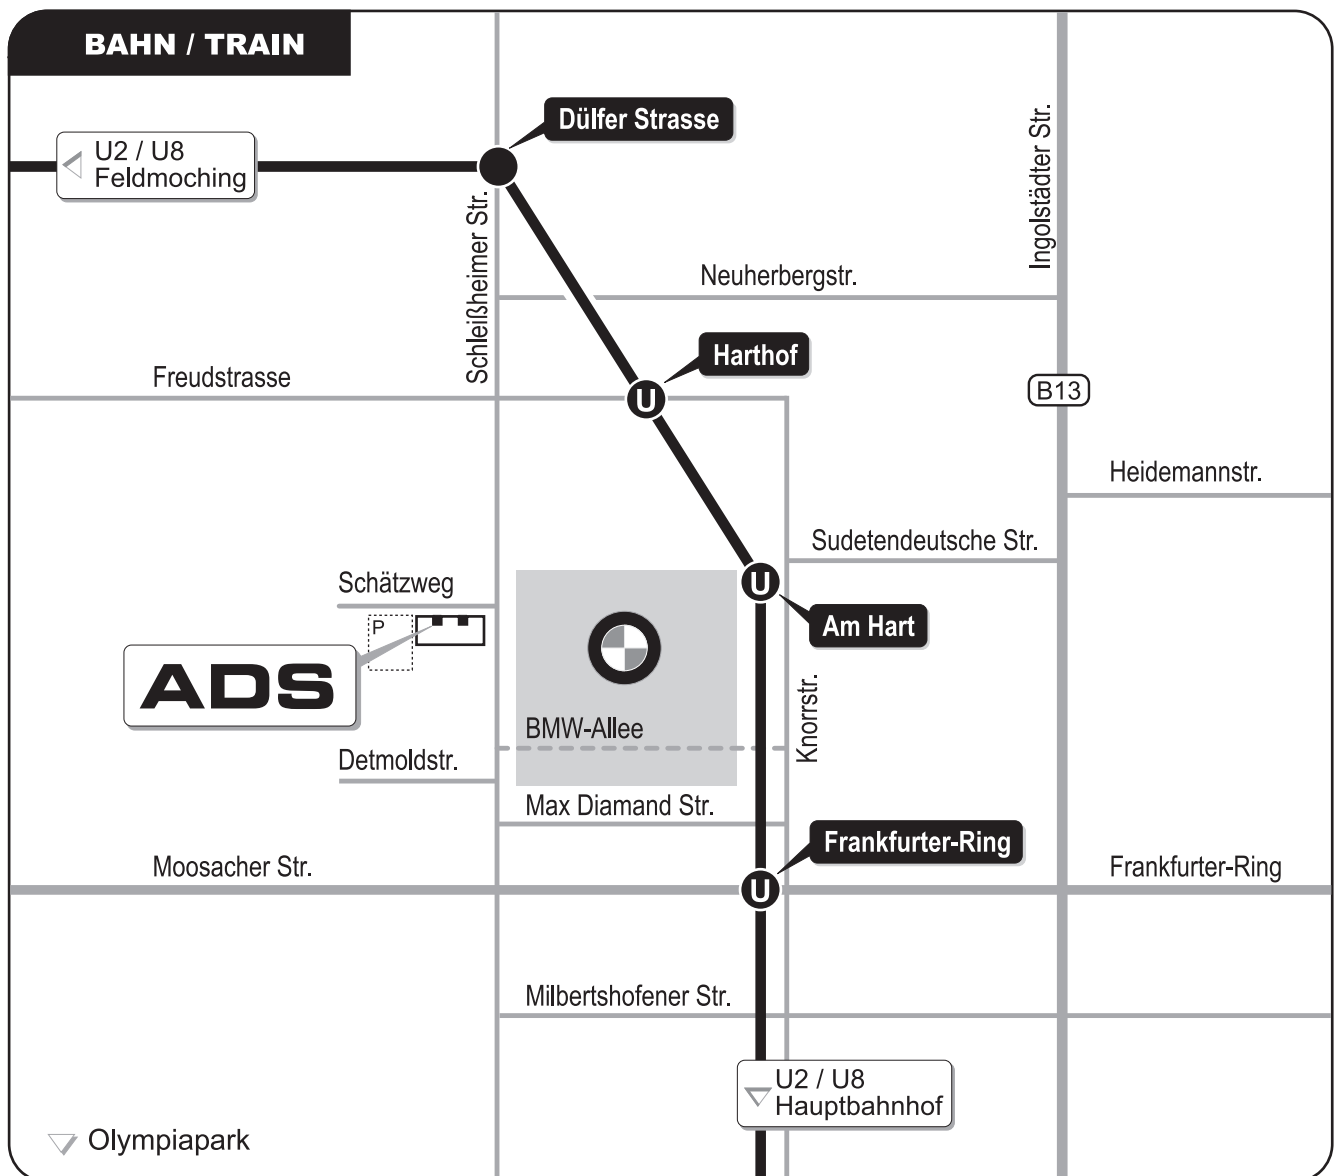 BAHN / TRAIN
Dülfer Strasse
U2 / U8
Feldmoching
Ingolstädter Str.
Schleißheimer Str.
Neuherbergstr.
Harthof
Freudstrasse
B13
U
Heidemannstr.
Sudetendeutsche Str.
Schätzweg
U
P
Am Hart
ADS
BMW-Allee
Knorrstr.
Detmoldstr.
Max Diamand Str.
Frankfurter-Ring
Moosacher Str.
Frankfurter-Ring
U
Milbertshofener Str.
U2 / U8
Hauptbahnhof
Olympiapark